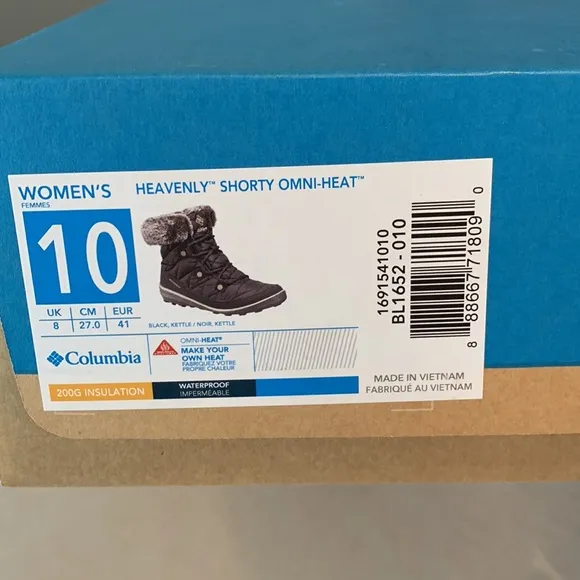 WOMEN'S
FEMMES
HEAVENLY™ SHORTY OMNI-HEAT™
10
UK CM EUR
8 27.0 41
BLACK, KETTLE / NOIR, KETTLE
Columbia
OMNI-HEAT®
MAKE YOUR
OWN HEAT
FABRIQUEZ VOTRE
PROPRE CHALEUR
200G INSULATION
WATERPROOF
IMPERMÉABLE
1691541010
BL1652 - 010
8 88667 71809 0
MADE IN VIETNAM
FABRIQUÉ AU VIETNAM